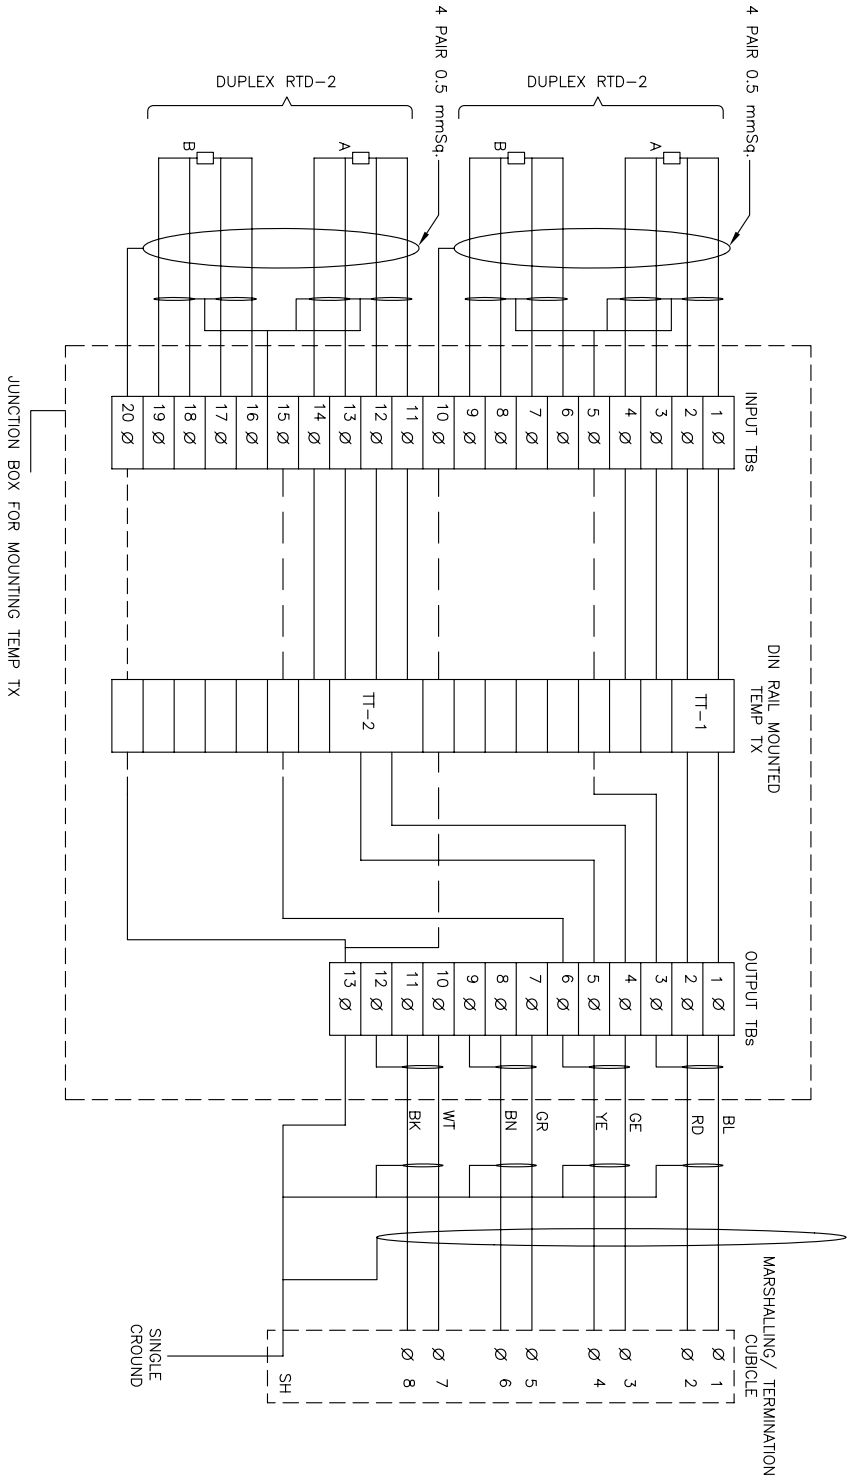 4 PAIR 0.5 mmSq.
4 PAIR 0.5 mmSq.
DUPLEX RTD-2
DUPLEX RTD-2
A
B
A
B
INPUT TBs
1 Ø
2 Ø
3 Ø
4 Ø
5 Ø
6 Ø
7 Ø
8 Ø
9 Ø
10 Ø
11 Ø
12 Ø
13 Ø
14 Ø
15 Ø
16 Ø
17 Ø
18 Ø
19 Ø
20 Ø
JUNCTION BOX FOR MOUNTING TEMP TX
DIN RAIL MOUNTED
TEMP TX
TT-1
TT-2
OUTPUT TBs
1 Ø
2 Ø
3 Ø
4 Ø
5 Ø
6 Ø
7 Ø
8 Ø
9 Ø
10 Ø
11 Ø
12 Ø
13 Ø
BL
RD
GE
YE
GR
BN
WT
BK
MARSHALLING/ TERMINATION
CUBICLE
Ø 1
Ø 2
Ø 3
Ø 4
Ø 5
Ø 6
Ø 7
Ø 8
SH
SINGLE
CROUND